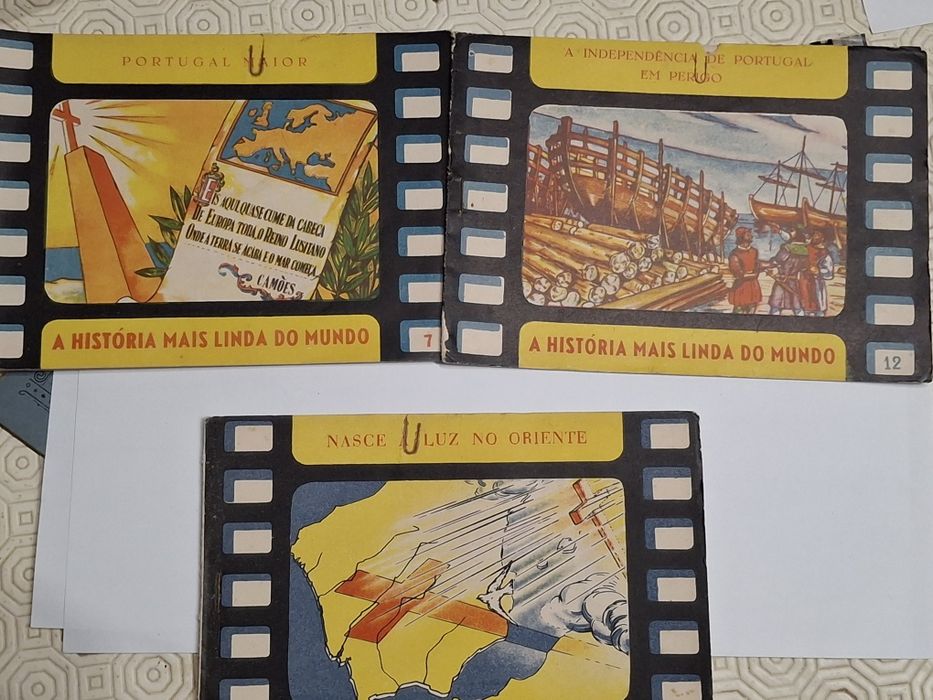 PORTUGAL MAIOR
EIS AQUI, QUASE CUME DA CABEÇA
DE EUROPA TODA, O REINO LUSITANO
ONDE A TERRA SE ACABA E O MAR COMEÇA
CAMÕES
A HISTÓRIA MAIS LINDA DO MUNDO
7
A INDEPENDÊNCIA DE PORTUGAL
EM PERIGO
A HISTÓRIA MAIS LINDA DO MUNDO
12
NASCE A LUZ NO ORIENTE